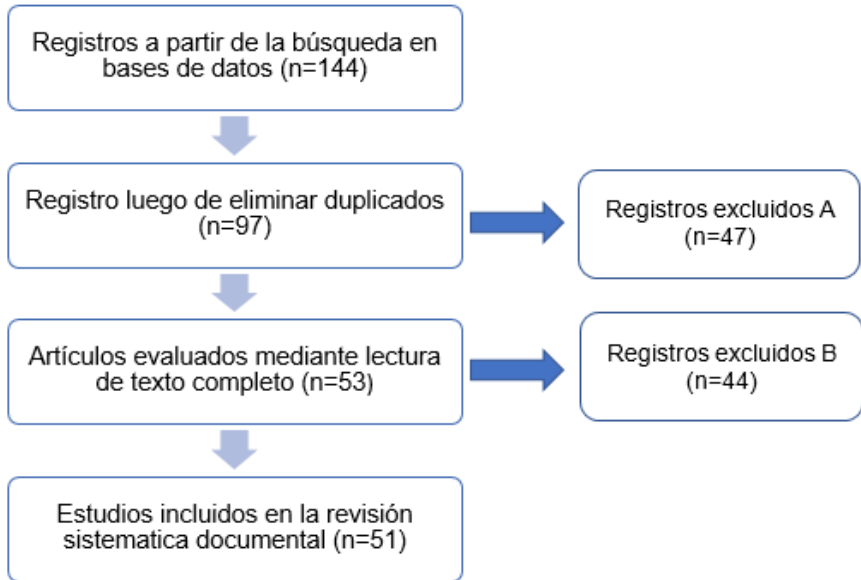 Registros a partir de la búsqueda en
bases de datos (n=144)
Registro luego de eliminar duplicados
(n=97)
Registros excluidos A
(n=47)
Artículos evaluados mediante lectura
de texto completo (n=53)
Registros excluidos B
(n=44)
Estudios incluidos en la revisión
sistematica documental (n=51)